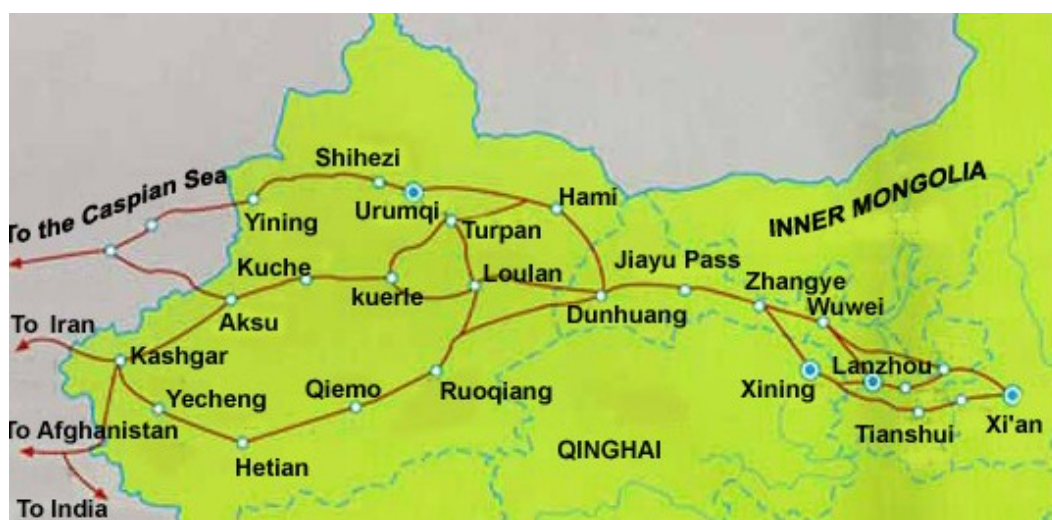 Shihezi
To the Caspian Sea
INNER MONGOLIA
Hami
Urumqi
Yining
Turpan
Jiayu Pass
Kuche
Loulan
Zhangye
kuerle
Wuwei
Dunhuang
Aksu
To Iran
Kashgar
Lanzhou
Xining
Qiemo
Ruoqiang
Yecheng
Xi'an
To Afghanistan
Tianshui
QINGHAI
Hetian
To India